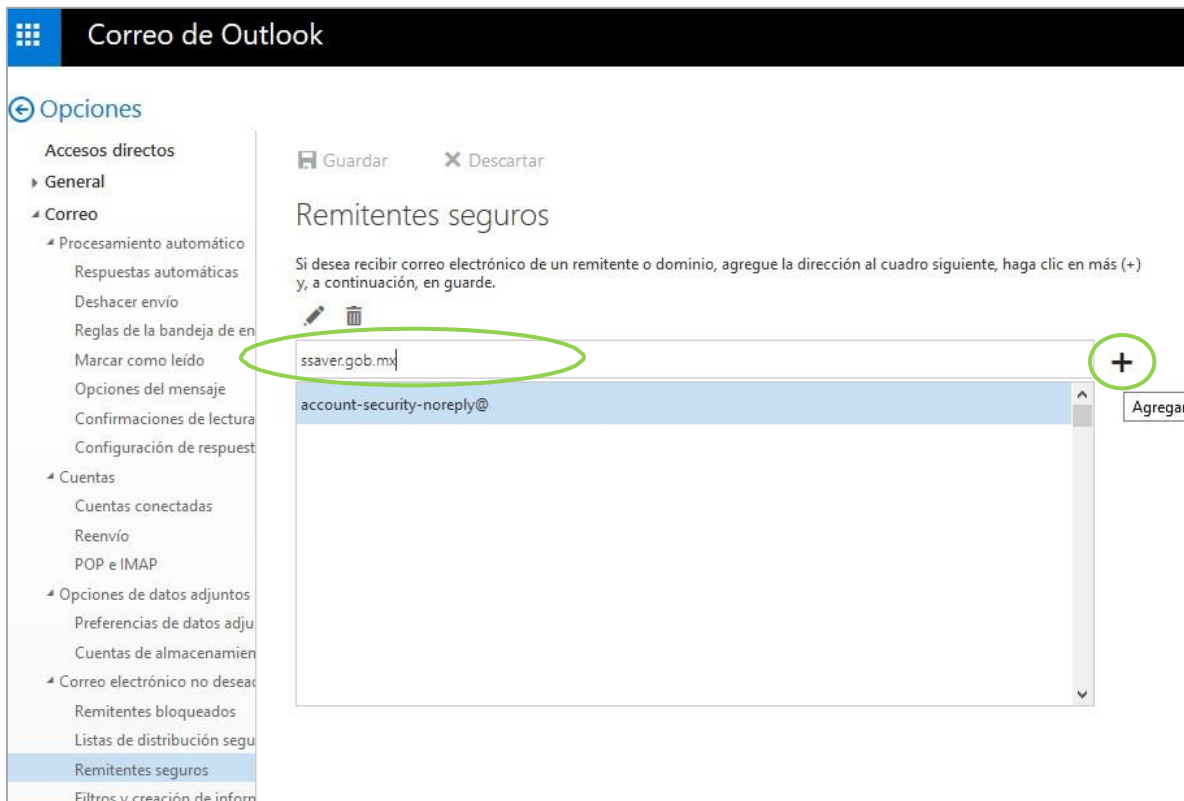 Correo de Outlook
Opciones
Accesos directos
General
Correo
Procesamiento automático
Respuestas automáticas
Deshacer envío
Reglas de la bandeja de en
Marcar como leído
Opciones del mensaje
Confirmaciones de lectura
Configuración de respuest
Cuentas
Cuentas conectadas
Reenvío
POP e IMAP
Opciones de datos adjuntos
Preferencias de datos adju
Cuentas de almacenamien
Correo electrónico no desead
Remitentes bloqueados
Listas de distribución segu
Remitentes seguros
Filtros y creación de inform
Guardar Descartar
Remitentes seguros
Si desea recibir correo electrónico de un remitente o dominio, agregue la dirección al cuadro siguiente, haga clic en más (+)
y, a continuación, en guarde.
ssaver.gob.mx
account-security-noreply@
Agregar